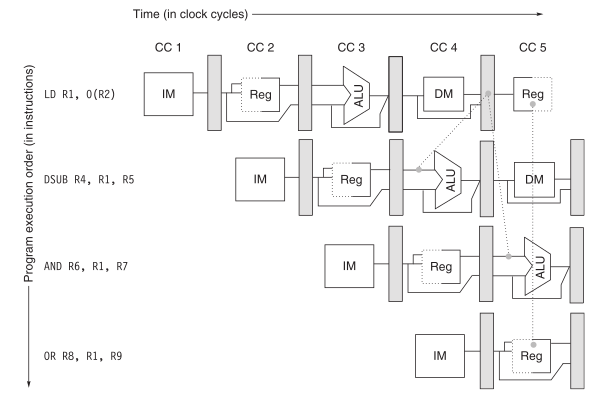 Time (in clock cycles)
CC 1 CC 2 CC 3 CC 4 CC 5
Program execution order (in instructions)
LD R1, 0(R2)
IM Reg ALU DM Reg
DSUB R4, R1, R5
IM Reg ALU DM
AND R6, R1, R7
IM Reg ALU
OR R8, R1, R9
IM Reg